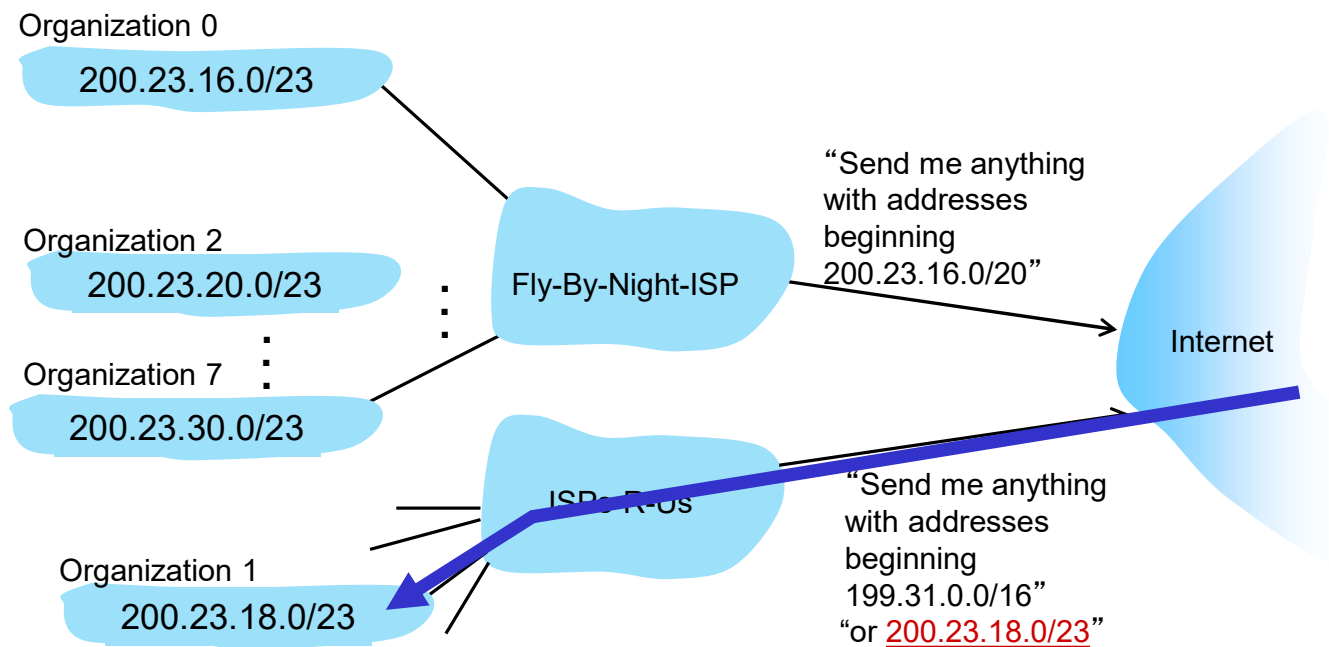 Organization 0
200.23.16.0/23
Organization 2
200.23.20.0/23
Organization 7
200.23.30.0/23
Fly-By-Night-ISP
“Send me anything
with addresses
beginning
200.23.16.0/20”
Internet
ISPs-R-Us
Organization 1
200.23.18.0/23
“Send me anything
with addresses
beginning
199.31.0.0/16”
“or 200.23.18.0/23”